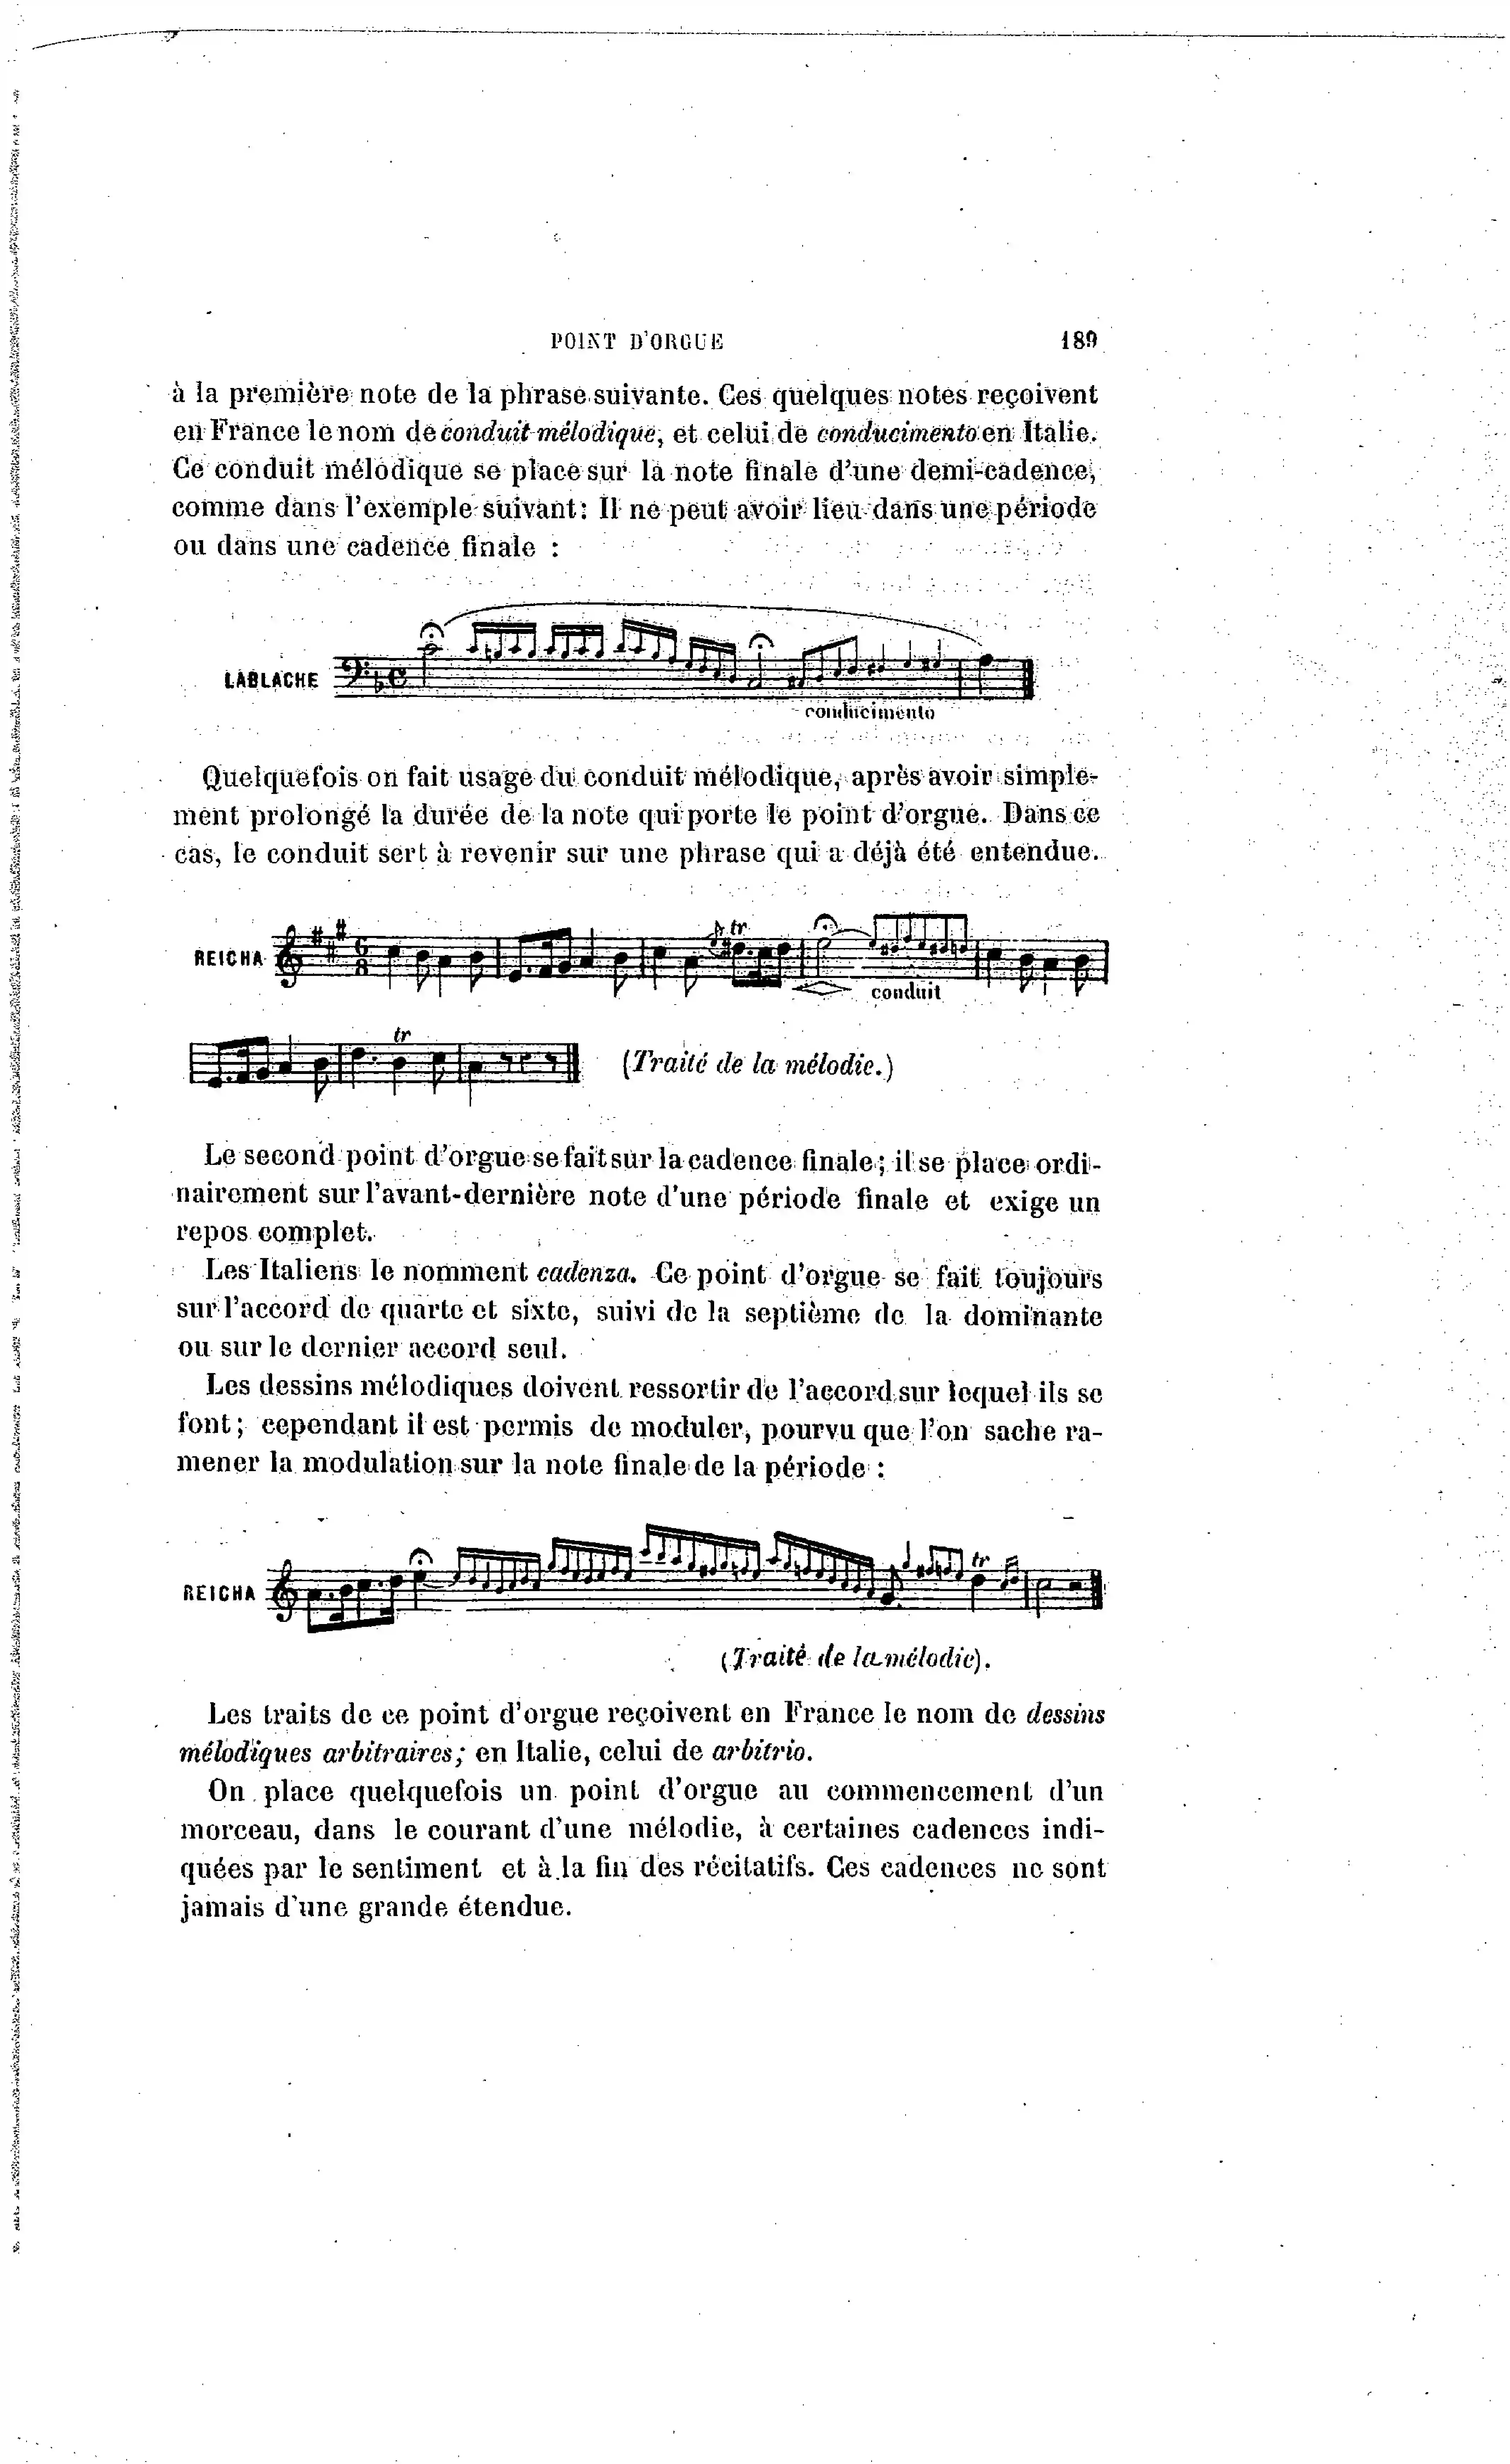 POINT D'ORGUE 189
à la première note de la phrase suivante. Ces quelques notes reçoivent
en France le nom de conduit mélodique, et celui de conducimento en Italie.
Ce conduit mélodique se place sur la note finale d'une demi-cadence,
comme dans l'exemple suivant: Il ne peut avoir lieu dans une période
ou dans une cadence finale :
LABLACHE
conducimento
Quelquefois on fait usage du conduit mélodique, après avoir simple-
ment prolongé la durée de la note qui porte le point d'orgue. Dans ce
cas, le conduit sert à revenir sur une phrase qui a déjà été entendue.
REICHA
tr
conduit
tr
(Traité de la mélodie.)
Le second point d'orgue se fait sur la cadence finale; il se place ordi-
nairement sur l'avant-dernière note d'une période finale et exige un
repos complet.
Les Italiens le nomment cadenza. Ce point d'orgue se fait toujours
sur l'accord de quarte et sixte, suivi de la septième de la dominante
ou sur le dernier accord seul.
Les dessins mélodiques doivent ressortir de l'accord sur lequel ils se
font; cependant il est permis de moduler, pourvu que l'on sache ra-
mener la modulation sur la note finale de la période :
REICHA
tr
(Traité de la mélodie).
Les traits de ce point d'orgue reçoivent en France le nom de dessins
mélodiques arbitraires; en Italie, celui de arbitrio.
On place quelquefois un point d'orgue au commencement d'un
morceau, dans le courant d'une mélodie, à certaines cadences indi-
quées par le sentiment et à la fin des récitatifs. Ces cadences ne sont
jamais d'une grande étendue.